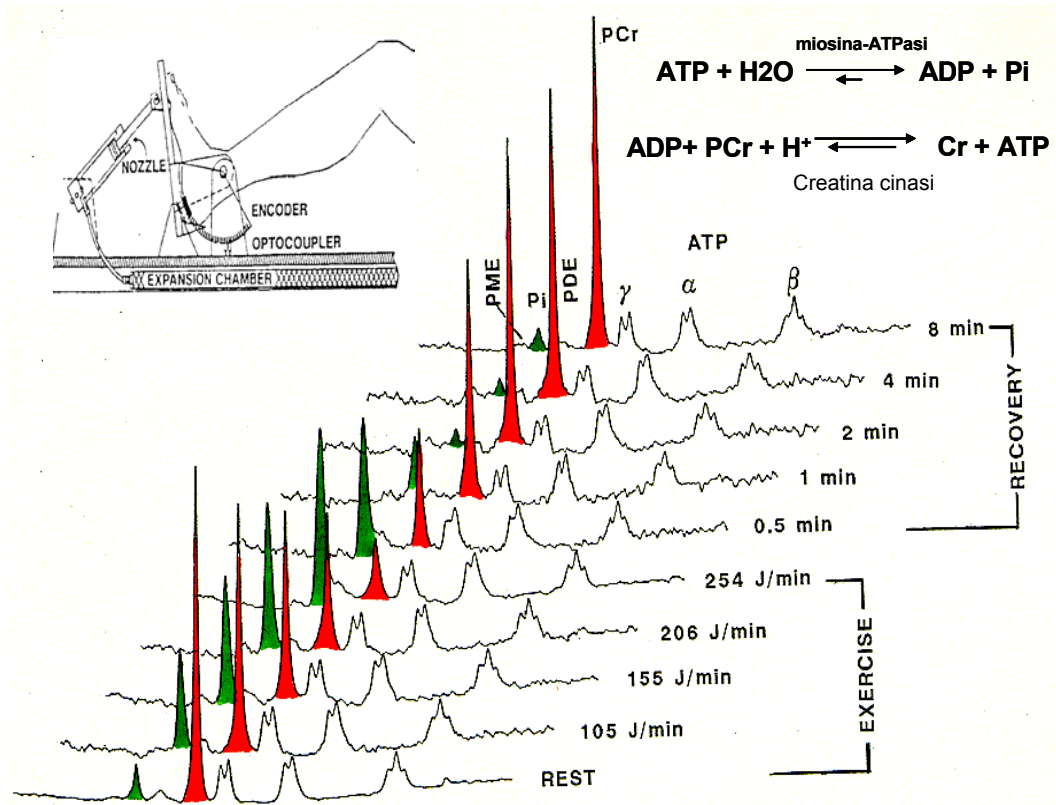 PCr
miosina-ATPasi
ATP + H2O ADP + Pi
ADP+ PCr + H+ Cr + ATP
Creatina cinasi
NOZZLE
ENCODER
OPTOCOUPLER
EXPANSION CHAMBER
PME
Pi
PDE
ATP
γ
α
β
8 min
4 min
2 min
1 min
0.5 min
RECOVERY
254 J/min
206 J/min
155 J/min
105 J/min
EXERCISE
REST